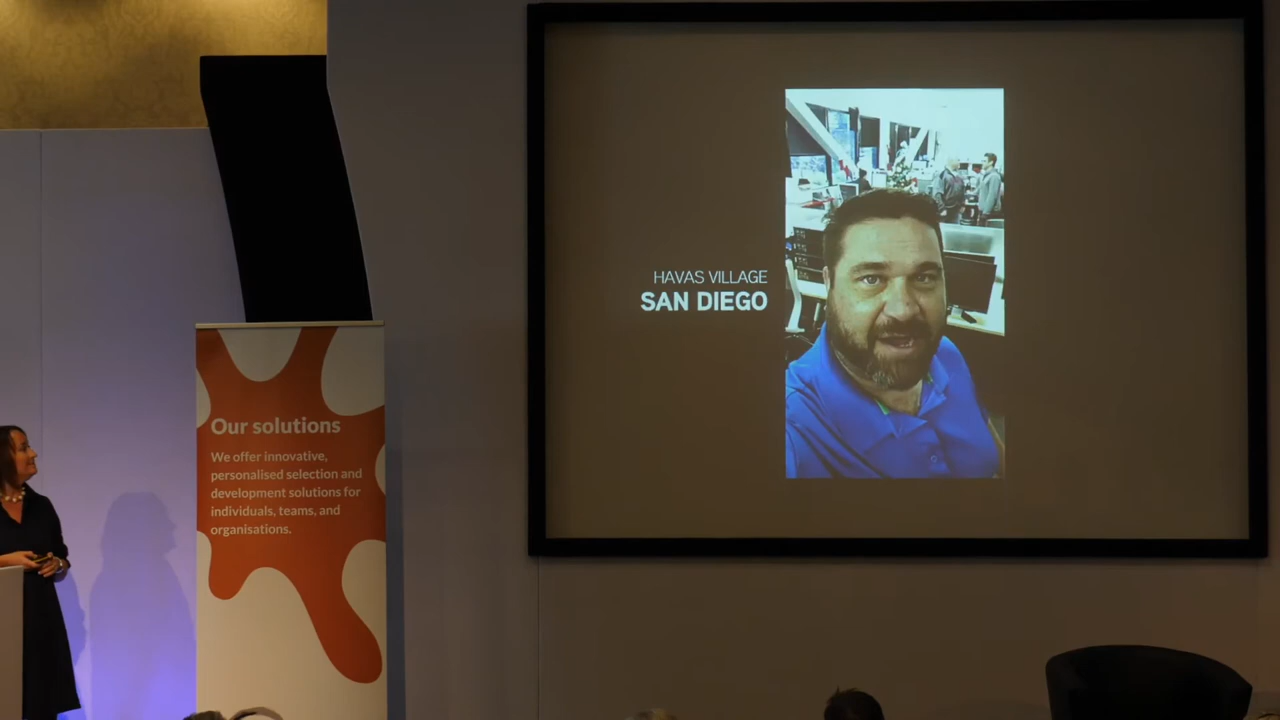 HAVAS VILLAGE
SAN DIEGO
Our solutions
We offer innovative,
personalised selection and
development solutions for
individuals, teams, and
organisations.